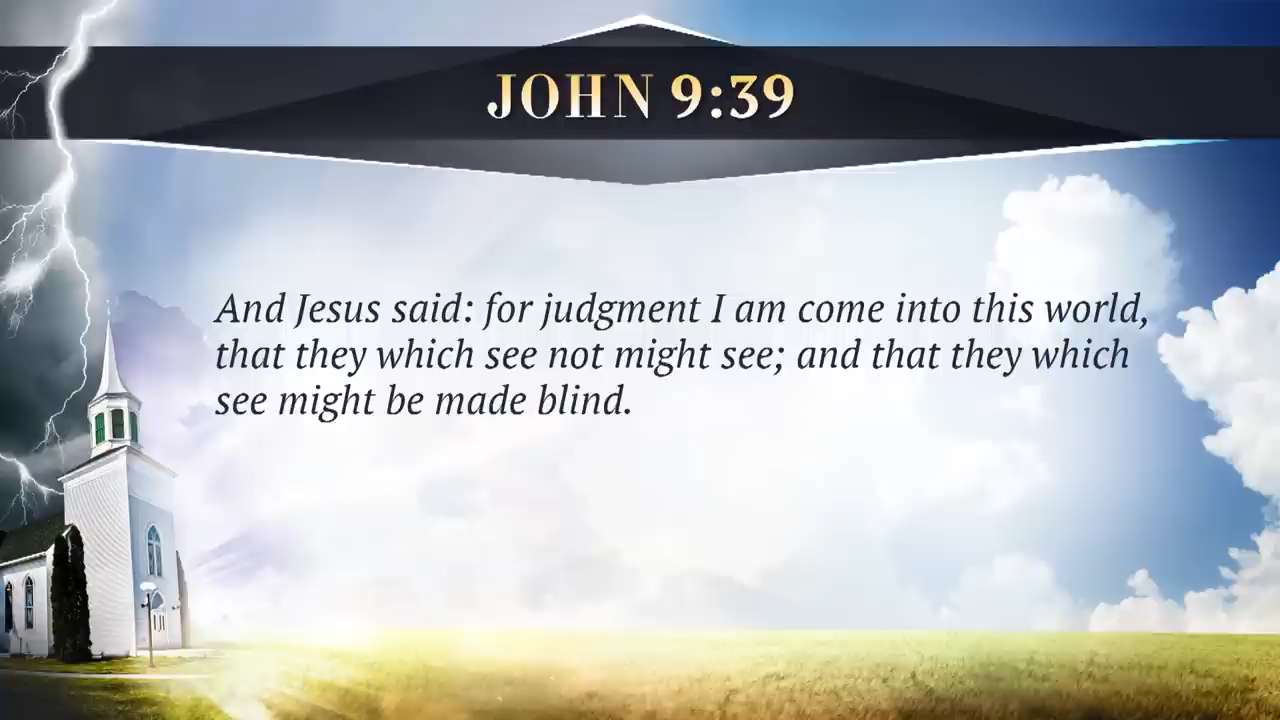 JOHN 9:39
And Jesus said: for judgment I am come into this world,
that they which see not might see; and that they which
see might be made blind.